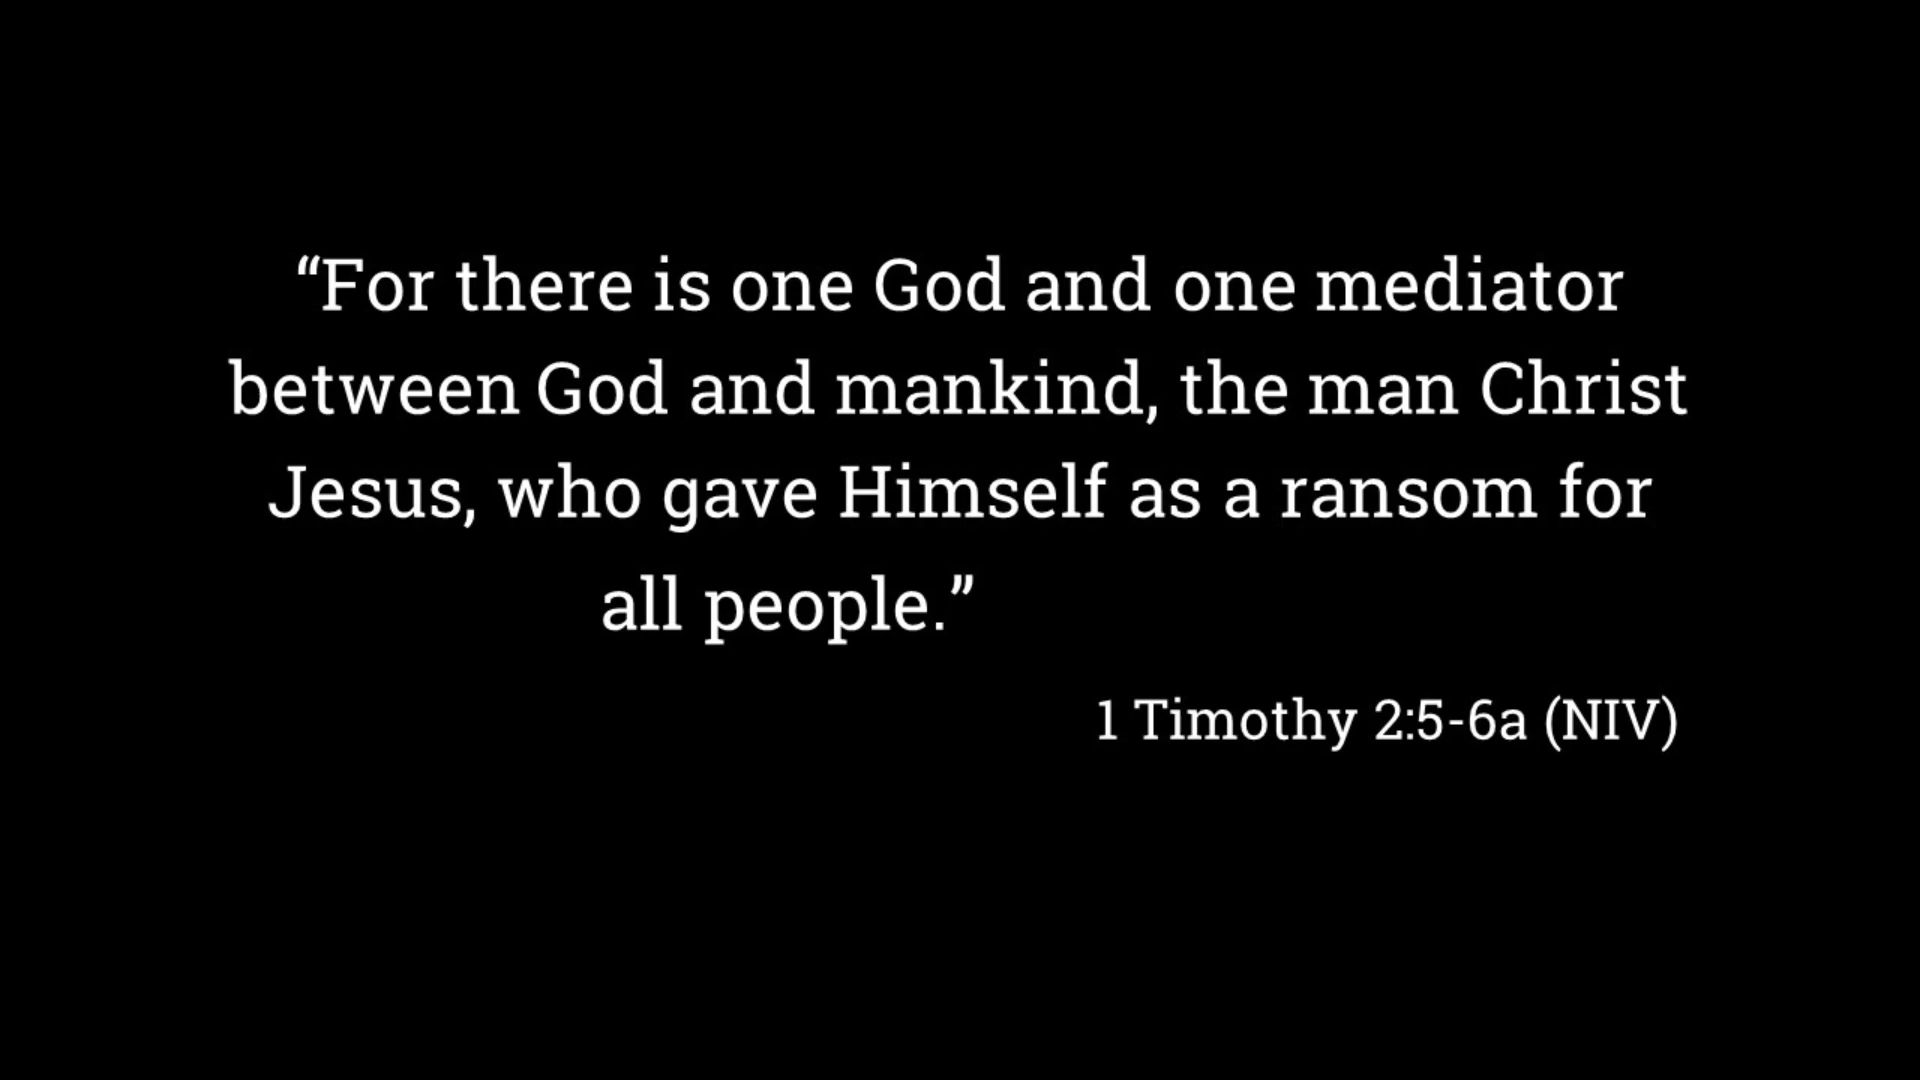 “For there is one God and one mediator
between God and mankind, the man Christ
Jesus, who gave Himself as a ransom for
all people.”
1 Timothy 2:5-6a (NIV)